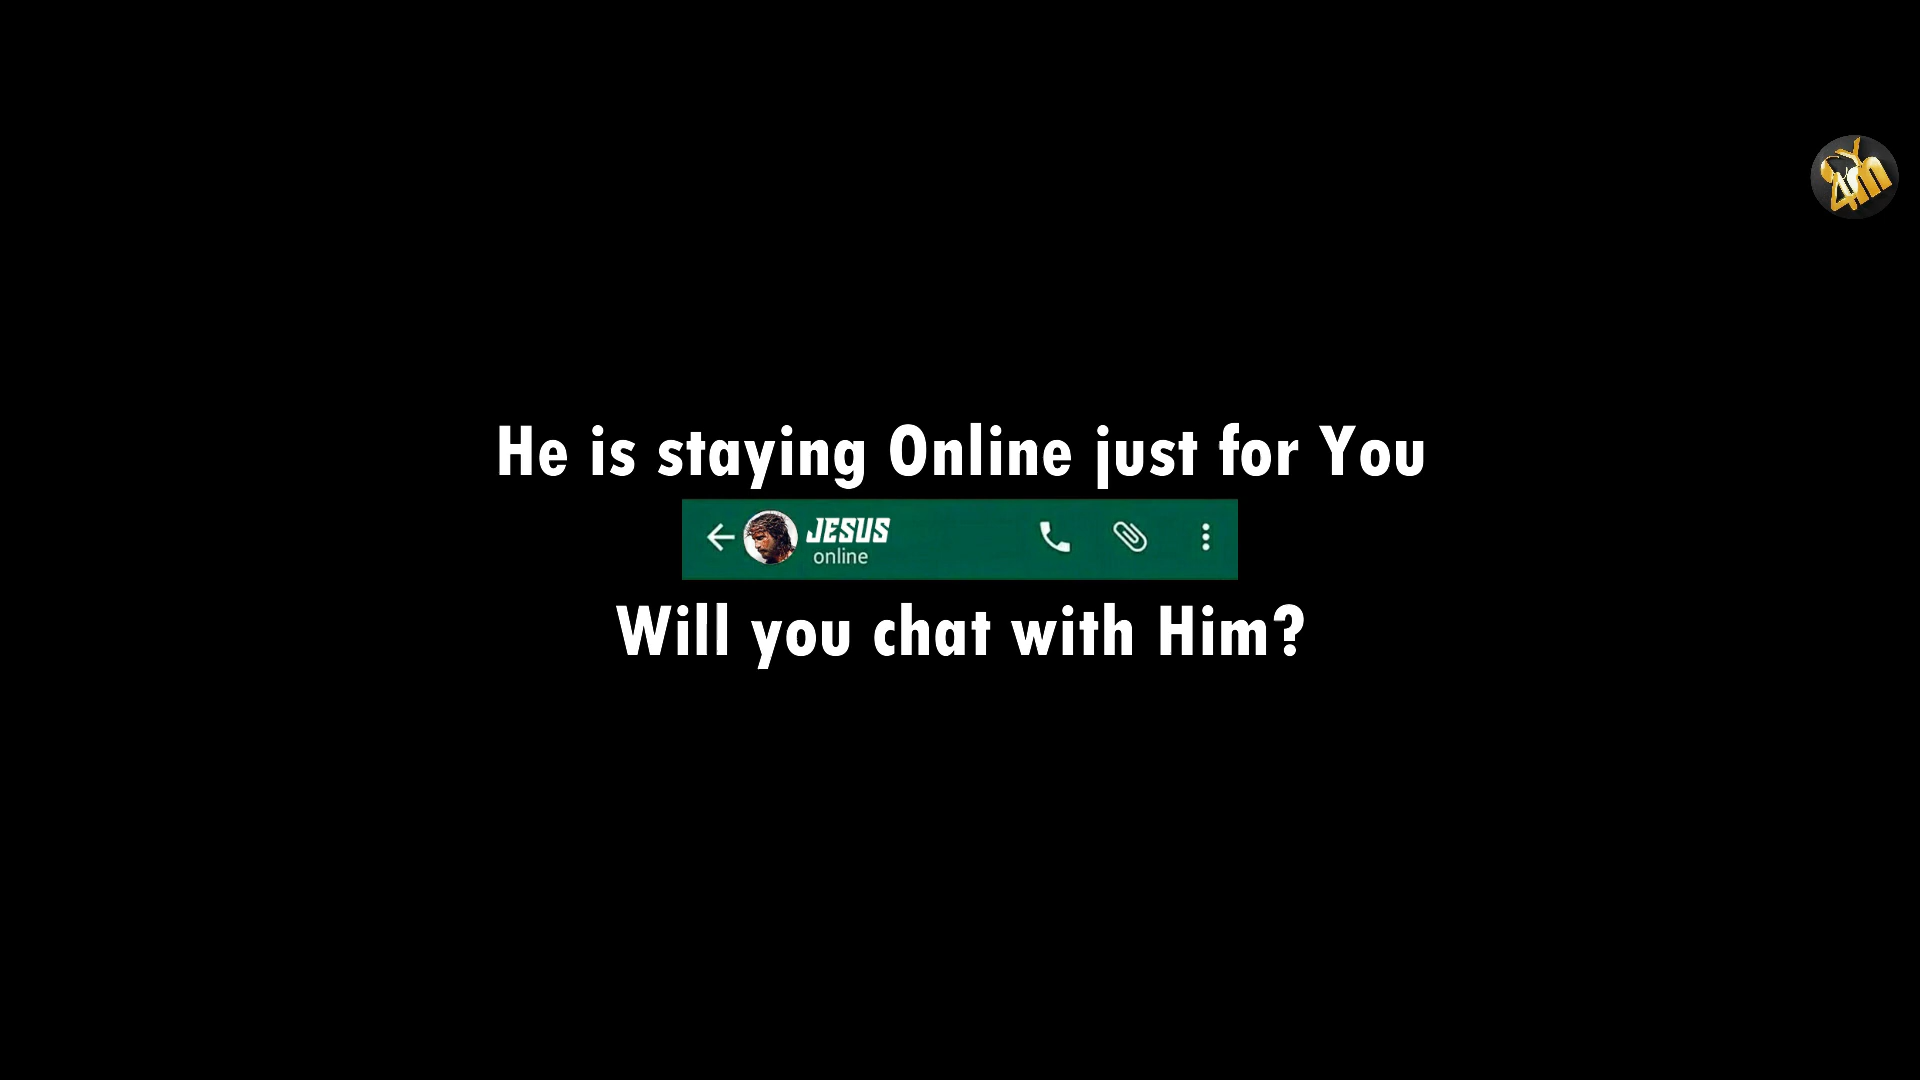 He is staying Online just for You
JESUS
online
Will you chat with Him?